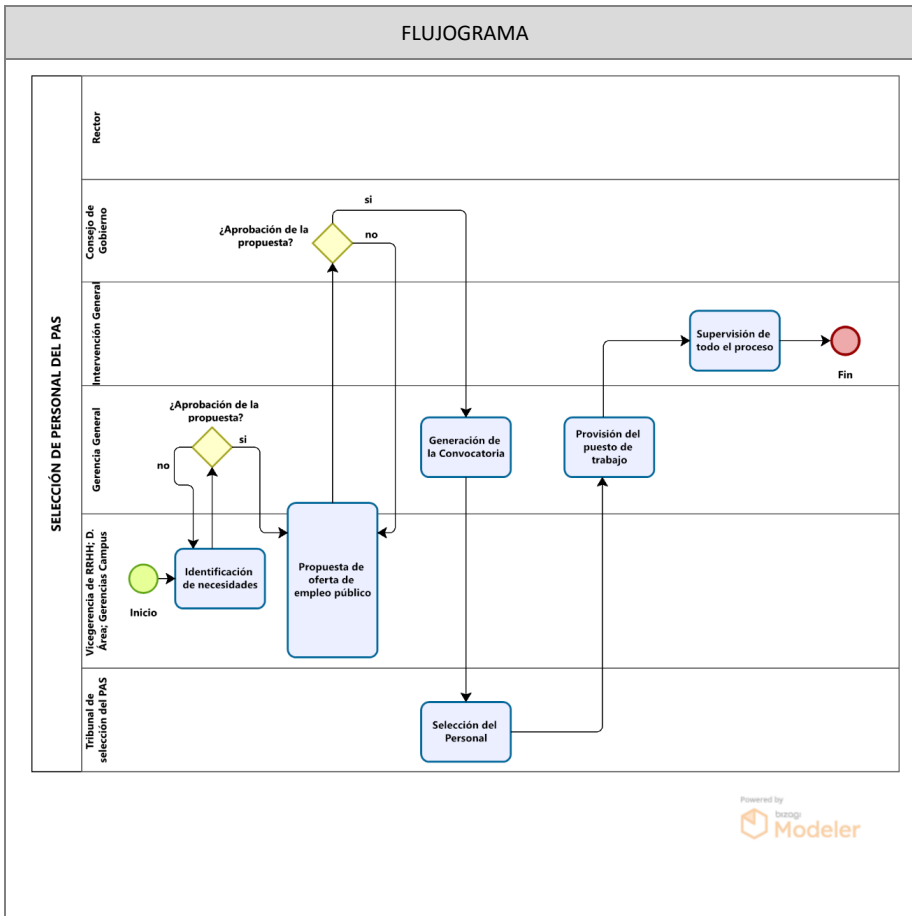 FLUJOGRAMA
SELECCIÓN DE PERSONAL DEL PAS
Rector
Consejo de
Gobierno
¿Aprobación de la
propuesta?
si
no
Intervención General
Supervisión de
todo el proceso
Fin
Gerencia General
¿Aprobación de la
propuesta?
no
si
Generación de
la Convocatoria
Provisión del
puesto de
trabajo
Vicegerencia de RRHH; D.
Área; Gerencias Campus
Inicio
Identificación
de necesidades
Propuesta de
oferta de
empleo público
Tribunal de
selección del PAS
Selección del
Personal
Powered by
bizagi
Modeler